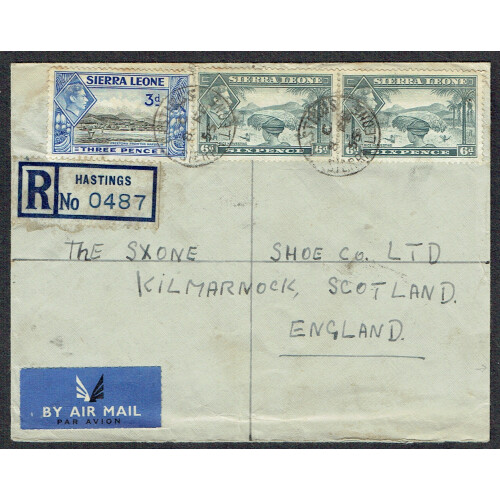 SIERRA LEONE
3d
THREE PENCE
SIERRA LEONE
6d SIXPENCE 6d
SIERRA LEONE
6d SIXPENCE 6d
R HASTINGS
No 0487
THE SXONE SHOE CO. LTD
KILMARNOCK, SCOTLAND.
ENGLAND.
BY AIR MAIL
PAR AVION